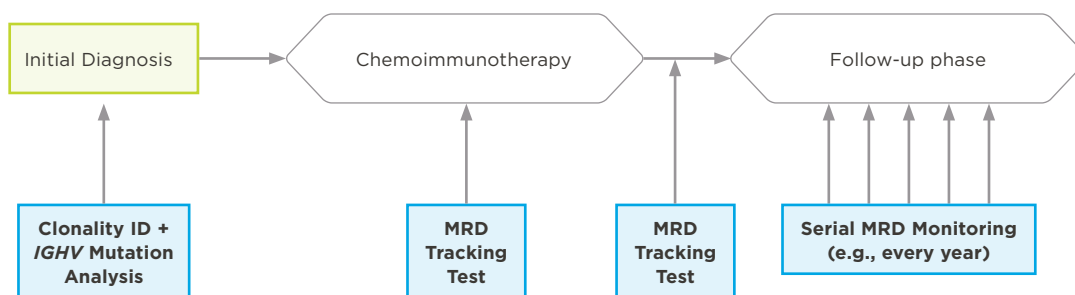 Initial Diagnosis
Chemoimmunotherapy
Follow-up phase
Clonality ID +
IGHV Mutation
Analysis
MRD
Tracking
Test
MRD
Tracking
Test
Serial MRD Monitoring
(e.g., every year)